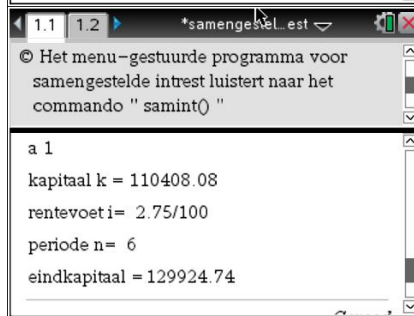 1.1 1.2 *samengestel...est
© Het menu-gestuurde programma voor
samengestelde intrest luistert naar het
commando " samint() "
a 1
kapitaal k = 110408.08
rentevoet i= 2.75/100
periode n= 6
eindkapitaal = 129924.74